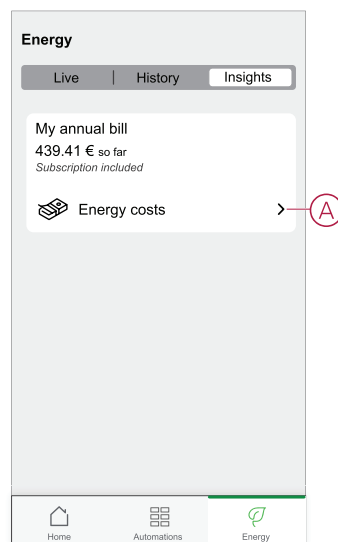 Energy
Live | History Insights
My annual bill
439.41 € so far
Subscription included
Energy costs
A
Home Automations Energy